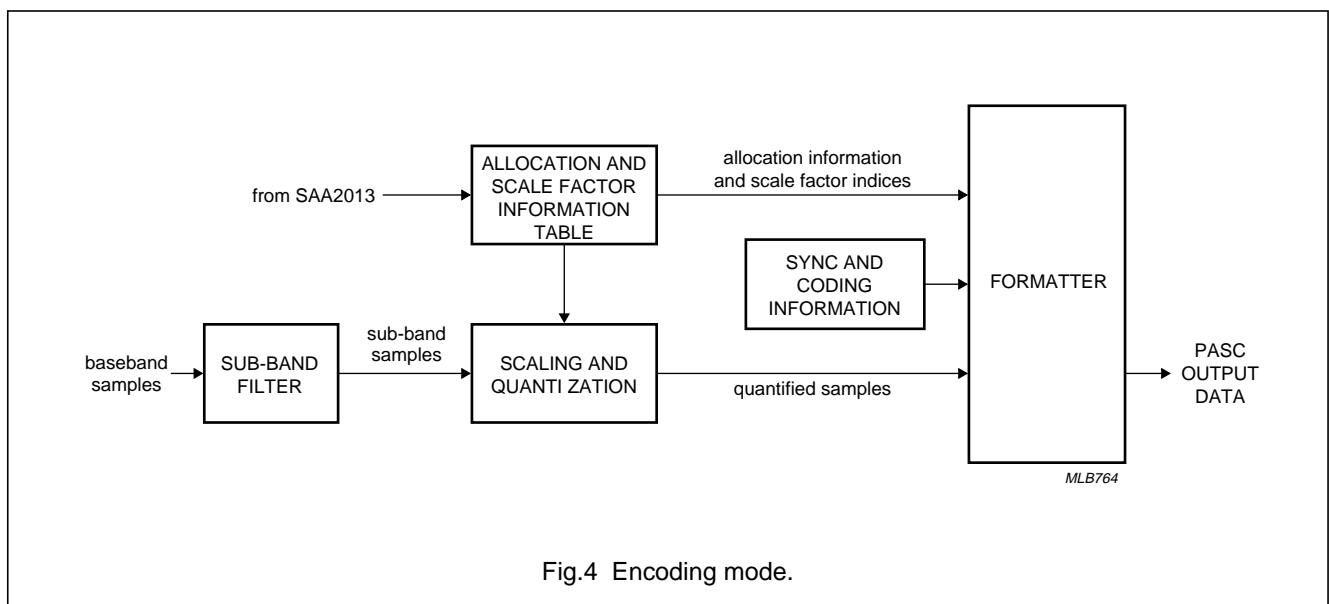 ALLOCATION AND
SCALE FACTOR
INFORMATION
TABLE
allocation information
and scale factor indices
from SAA2013
SYNC AND
CODING
INFORMATION
FORMATTER
baseband
samples
SUB-BAND
FILTER
sub-band
samples
SCALING AND
QUANTI ZATION
quantified samples
PASC
OUTPUT
DATA
MLB764
Fig.4 Encoding mode.